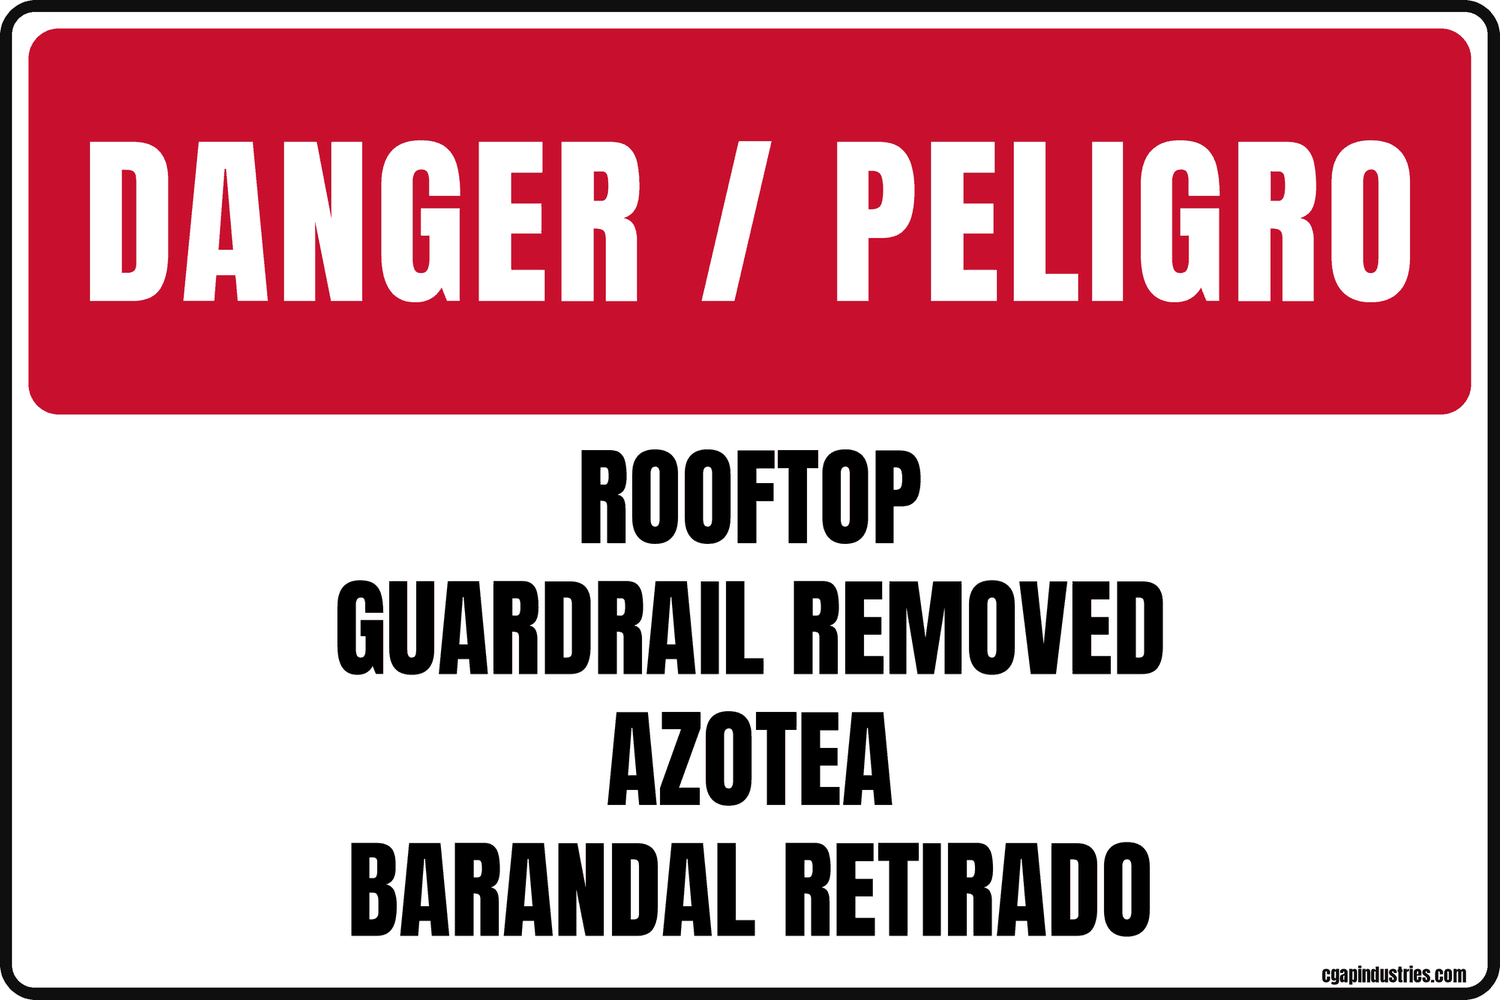 DANGER / PELIGRO
ROOFTOP
GUARDRAIL REMOVED
AZOTEA
BARANDAL RETIRADO
cgapindustries.com